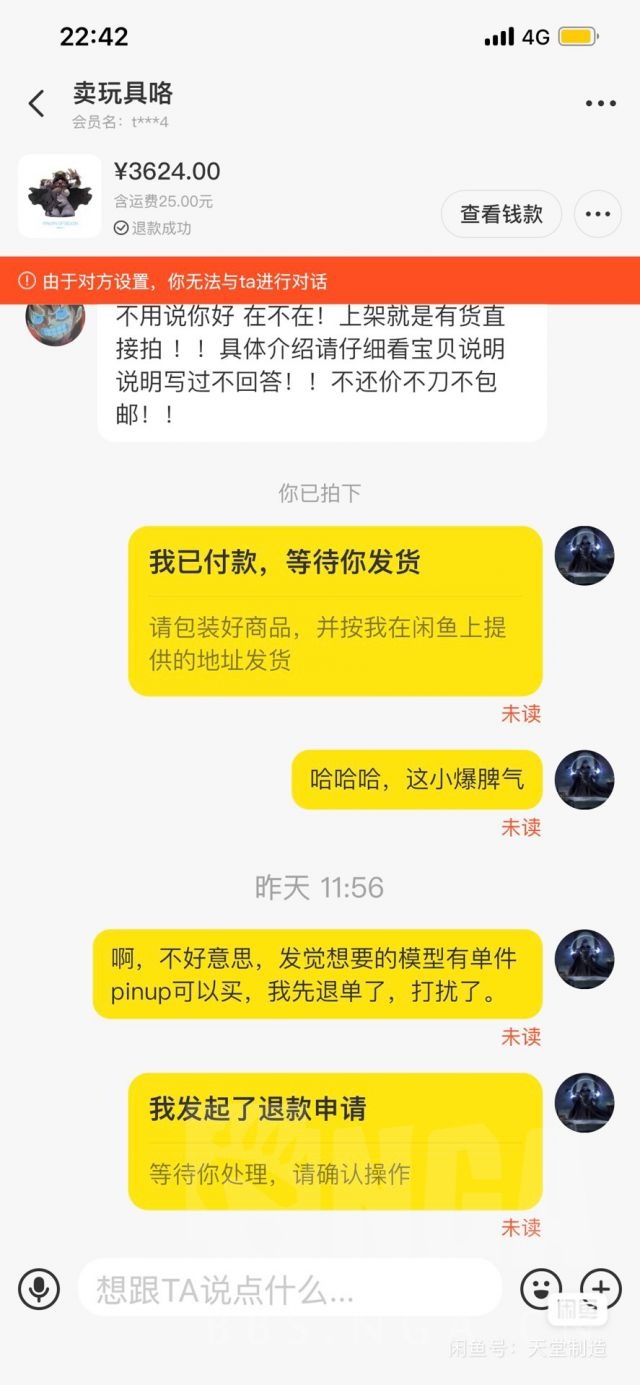 22:42
4G
卖玩具咯
会员名：t***4
¥3624.00
含运费25.00元
退款成功
查看钱款
由于对方设置，你无法与ta进行对话
不用说你好 在不在！上架就是有货直
接拍！！具体介绍请仔细看宝贝说明
说明写过不回答！！不还价不刀不包
邮！！
你已拍下
我已付款，等待你发货
请包装好商品，并按我在闲鱼上提
供的地址发货
未读
哈哈哈，这小爆脾气
未读
昨天 11:56
啊，不好意思，发觉想要的模型有单件
pinup可以买，我先退单了，打扰了。
未读
我发起了退款申请
等待你处理，请确认操作
未读
NGA
想跟TA说点什么...
闲鱼
闲鱼号：天堂制造